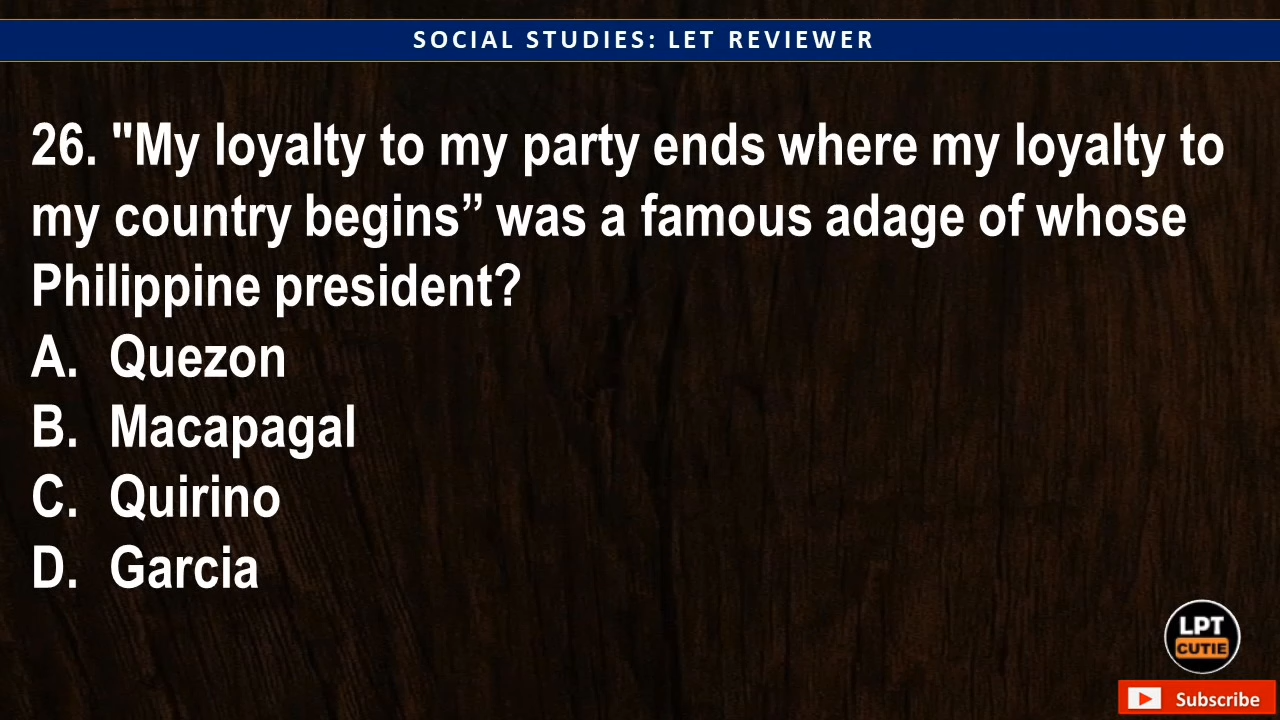 SOCIAL STUDIES: LET REVIEWER
26. "My loyalty to my party ends where my loyalty to
my country begins” was a famous adage of whose
Philippine president?
A. Quezon
B. Macapagal
C. Quirino
D. Garcia
LPT
CUTIE
Subscribe